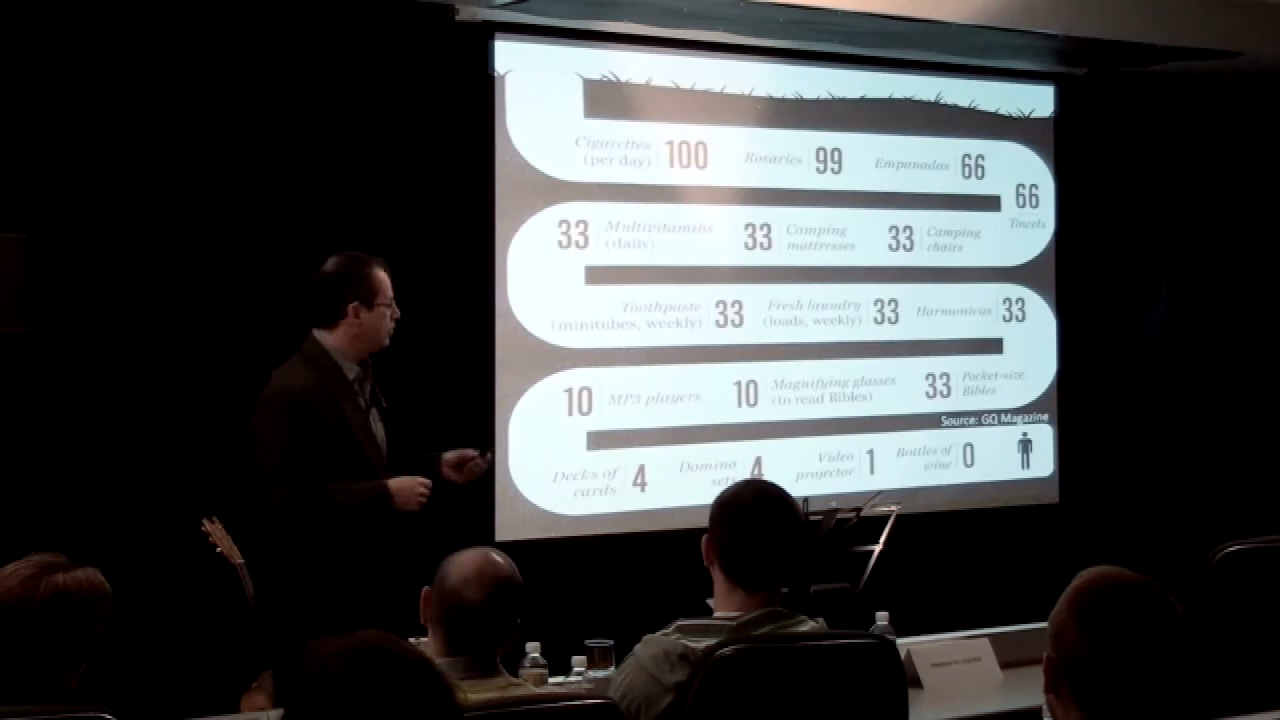 Cigarettes
(per day) 100 Rosaries 99 Empanadas 66
66
Towels
33 Multivitamins
(daily) 33 Camping
mattresses 33 Camping
chairs
Toothpaste
(minitubes, weekly) 33 Fresh laundry
(loads, weekly) 33 Harmonicas 33
10 MP3 players 10 Magnifying glasses
(to read Bibles) 33 Pocket-size
Bibles
Source: GQ Magazine
Decks of
cards 4 Domino
sets 4 Video
projector 1 Bottles of
wine 0